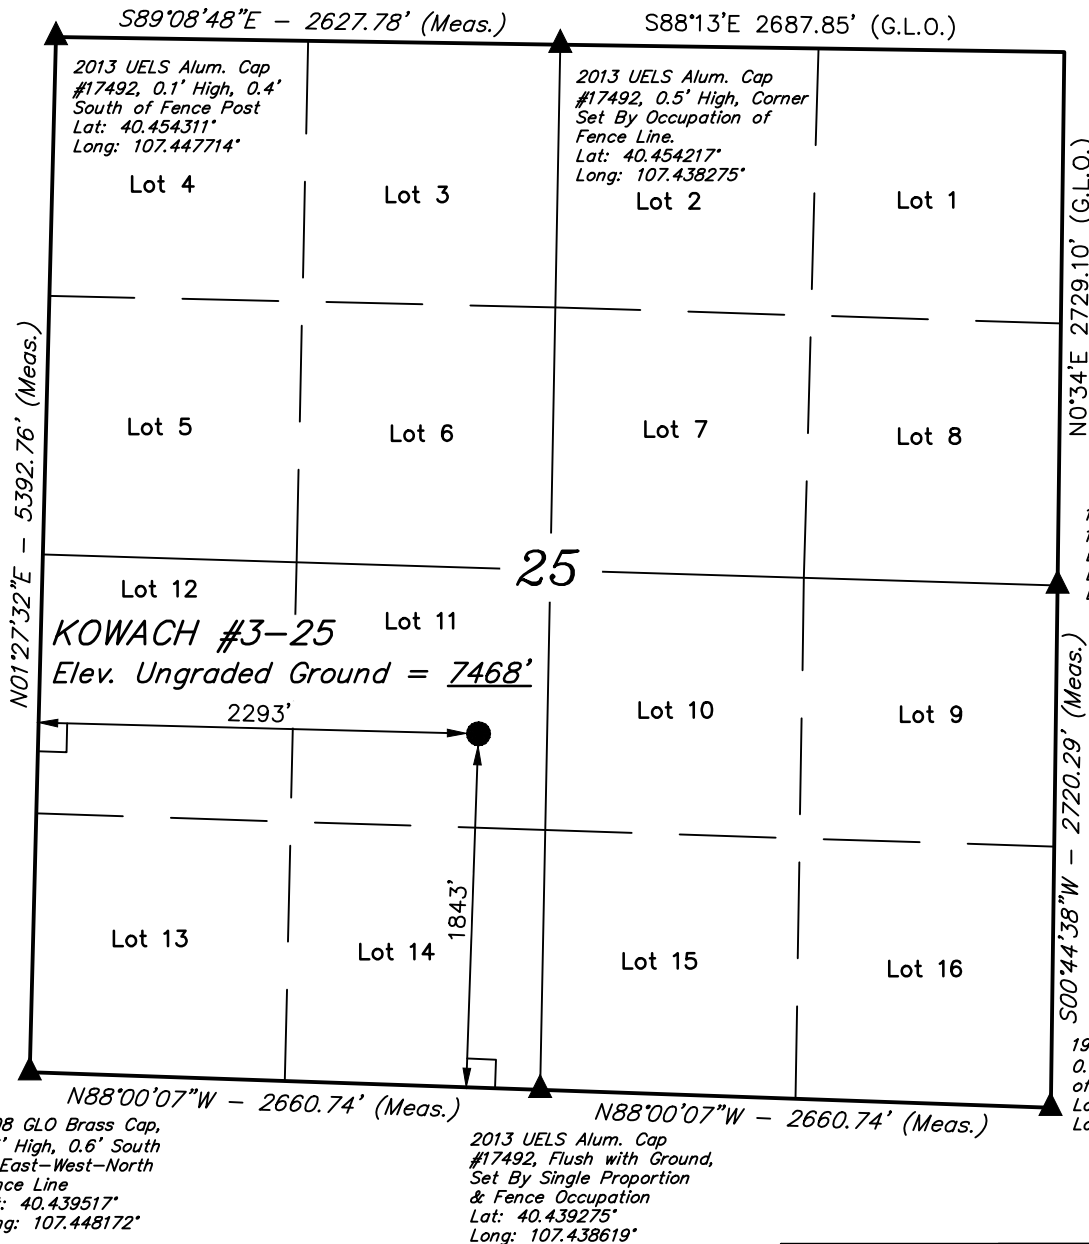 S89°08'48"E - 2627.78' (Meas.)
S88°13'E 2687.85' (G.L.O.)
2013 UELS Alum. Cap
#17492, 0.1' High, 0.4'
South of Fence Post
Lat: 40.454311°
Long: 107.447714°
2013 UELS Alum. Cap
#17492, 0.5' High, Corner
Set By Occupation of
Fence Line.
Lat: 40.454217°
Long: 107.438275°
Lot 4
Lot 3
Lot 2
Lot 1
N0°34'E 2729.10' (G.L.O.)
Lot 5
Lot 6
Lot 7
Lot 8
N01°27'32"E - 5392.76' (Meas.)
25
Lot 12
Lot 11
KOWACH #3-25
Elev. Ungraded Ground = 7468'
2293'
Lot 10
Lot 9
S00°44'38"W - 2720.29' (Meas.)
1843'
Lot 13
Lot 14
Lot 15
Lot 16
N88°00'07"W - 2660.74' (Meas.)
N88°00'07"W - 2660.74' (Meas.)
GLO Brass Cap,
High, 0.6' South
East-West-North
Line
40.439517°
107.448172°
2013 UELS Alum. Cap
#17492, Flush with Ground,
Set By Single Proportion
& Fence Occupation
Lat: 40.439275°
Long: 107.438619°
19
0.
of